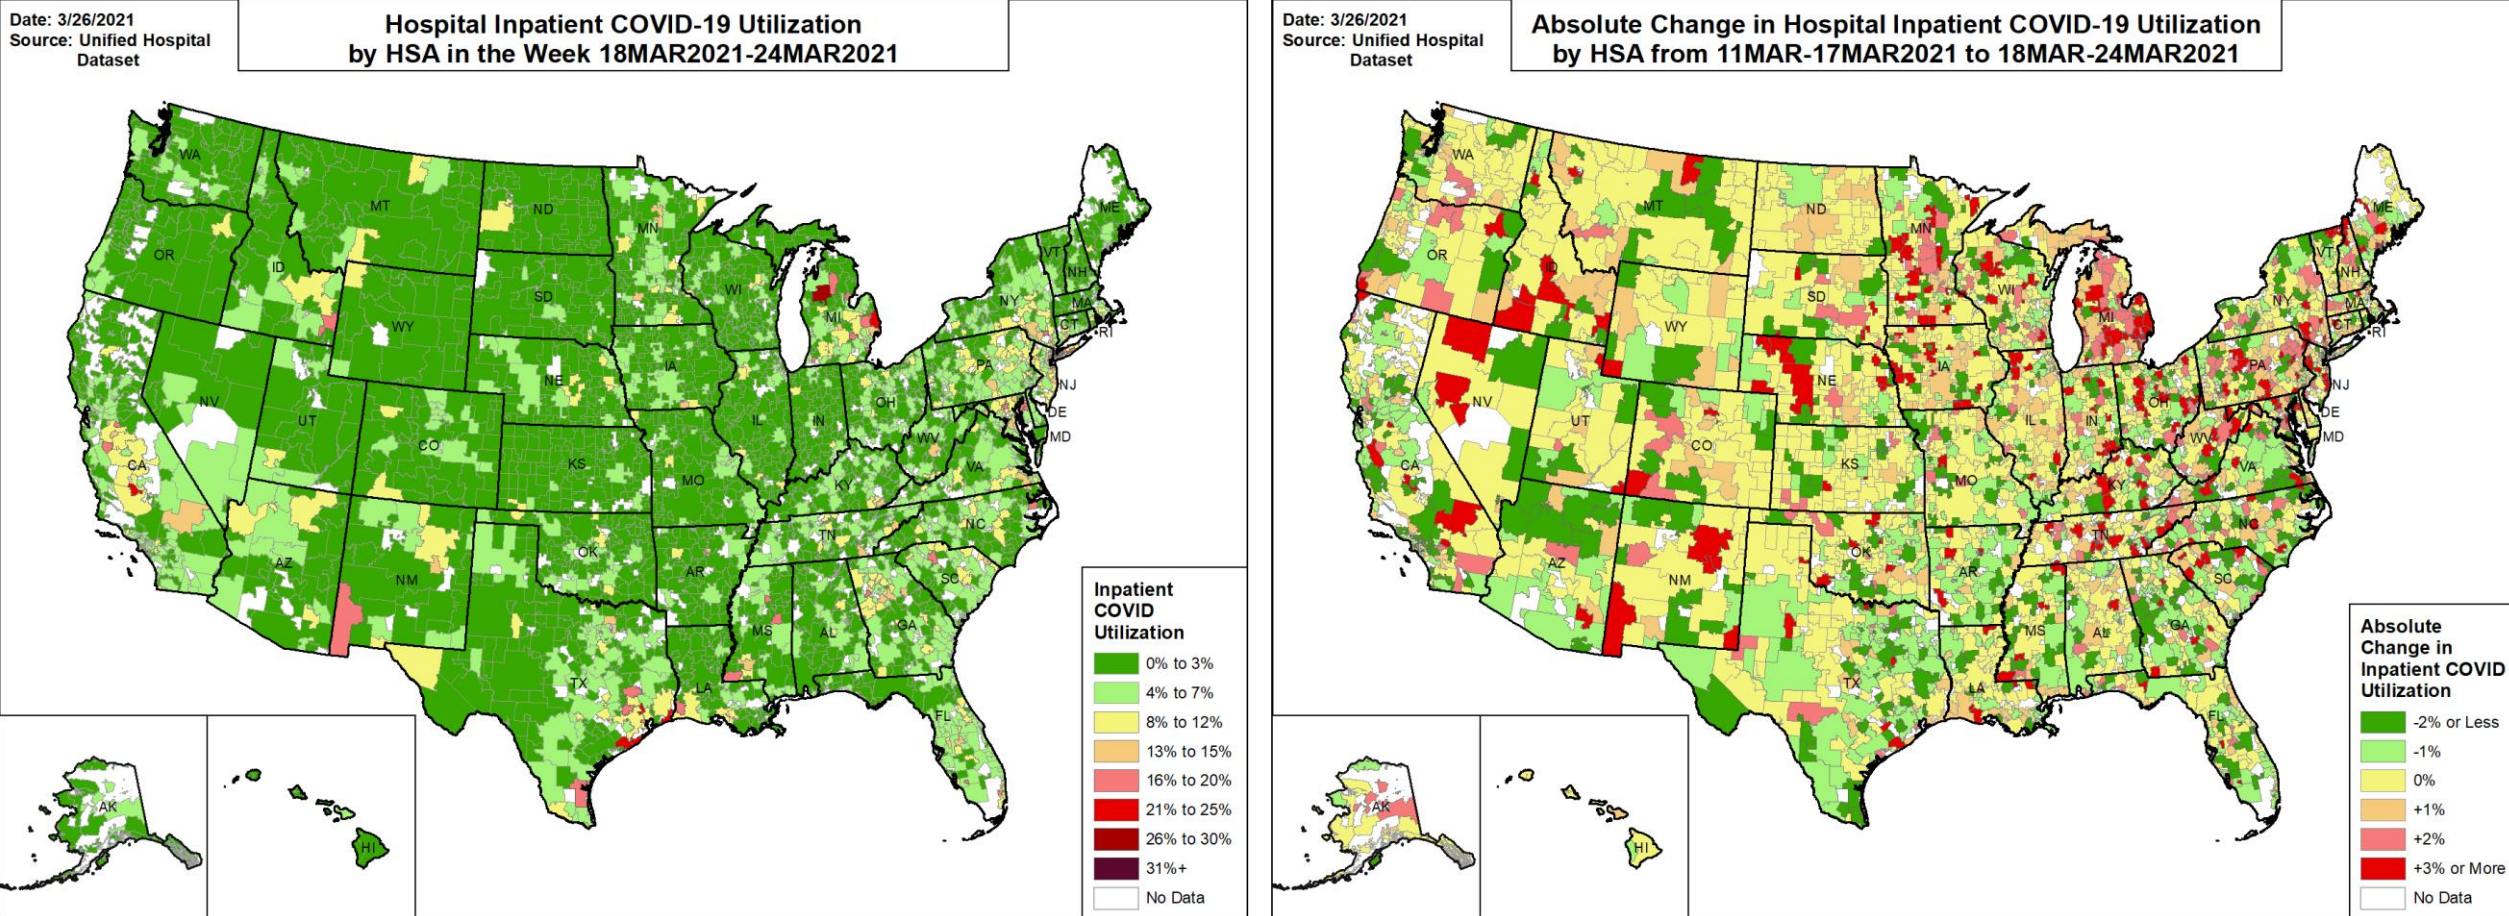 Date: 3/26/2021
Source: Unified Hospital
Dataset
Hospital Inpatient COVID-19 Utilization
by HSA in the Week 18MAR2021-24MAR2021
WA
MT
ND
MN
ME
OR
ID
SD
WI
VT
NH
NY
MA
CT
RI
WY
MI
NE
IA
PA
NJ
NV
UT
CO
IL
IN
OH
DE
MD
WV
CA
KS
MO
KY
VA
AZ
NM
OK
AR
TN
NC
SC
MS
AL
GA
TX
LA
FL
AK
HI
Inpatient
COVID
Utilization
0% to 3%
4% to 7%
8% to 12%
13% to 15%
16% to 20%
21% to 25%
26% to 30%
31%+
No Data
Date: 3/26/2021
Source: Unified Hospital
Dataset
Absolute Change in Hospital Inpatient COVID-19 Utilization
by HSA from 11MAR-17MAR2021 to 18MAR-24MAR2021
WA
MT
ND
MN
ME
OR
ID
SD
WI
VT
NH
NY
MA
CT
RI
WY
MI
NE
IA
PA
NJ
NV
UT
CO
IL
IN
OH
DE
MD
WV
CA
KS
MO
KY
VA
AZ
NM
OK
AR
TN
NC
SC
MS
AL
GA
TX
LA
FL
AK
HI
Absolute
Change in
Inpatient COVID
Utilization
-2% or Less
-1%
0%
+1%
+2%
+3% or More
No Data